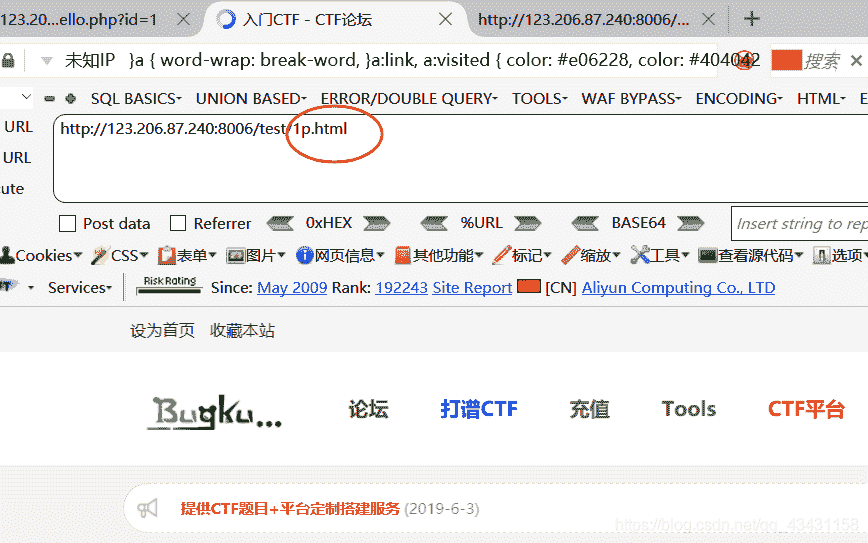 123.20...ello.php?id=1 入门CTF - CTF论坛 http://123.206.87.240:8006/...
未知IP }a { word-wrap: break-word, }a:link, a:visited { color: #e06228, color: #404042 搜索
SQL BASICS UNION BASED ERROR/DOUBLE QUERY TOOLS WAF BYPASS ENCODING HTML E
URL http://123.206.87.240:8006/test/1p.html
URL
ute
Post data Referrer 0xHEX %URL BASE64 Insert string to rep
Cookies CSS 表单 图片 网页信息 其他功能 标记 缩放 工具 查看源代码 选项
Services Risk Rating Since: May 2009 Rank: 192243 Site Report [CN] Aliyun Computing Co., LTD
设为首页 收藏本站
Bugku... 论坛 打谱CTF 充值 Tools CTF平台
提供CTF题目+平台定制搭建服务 (2019-6-3)
https://blog.csdn.net/qq_43431158